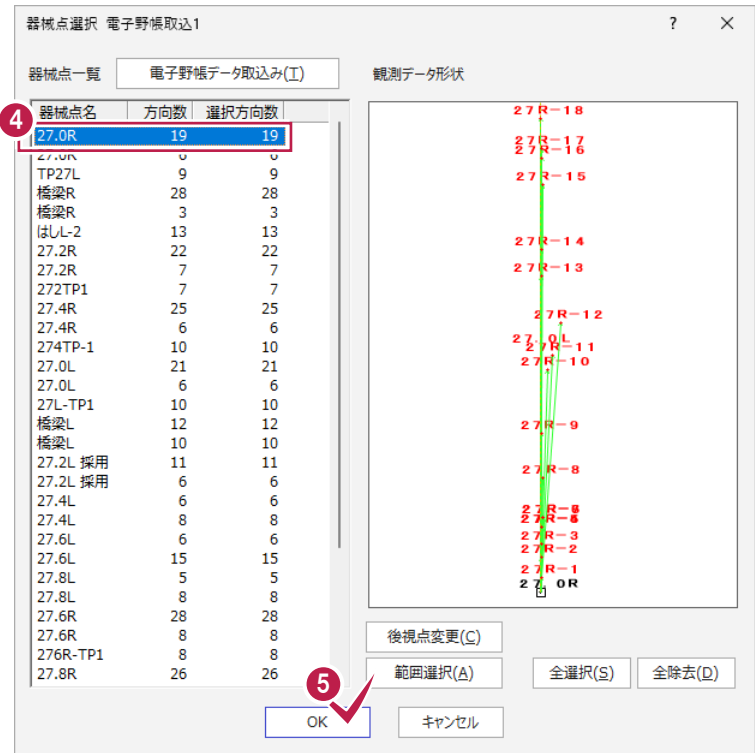 器械点選択 電子野帳取込1 ? ×
器械点一覧 電子野帳データ取込み(T) 観測データ形状
器械点名 方向数 選択方向数
4
27.0R 19 19
27.0R 6 6
TP27L 9 9
橋梁R 28 28
橋梁R 3 3
はしL-2 13 13
27.2R 22 22
27.2R 7 7
272TP1 7 7
27.4R 25 25
27.4R 6 6
274TP-1 10 10
27.0L 21 21
27.0L 6 6
27L-TP1 10 10
橋梁L 12 12
橋梁L 10 10
27.2L 採用 11 11
27.2L 採用 6 6
27.4L 6 6
27.4L 8 8
27.6L 6 6
27.6L 15 15
27.8L 5 5
27.8L 8 8
27.6R 28 28
27.6R 8 8
276R-TP1 8 8
27.8R 26 26
27R-18
27R-17
27R-16
27R-15
27R-14
27R-13
27R-12
27.0L
27R-11
27R-10
27R-9
27R-8
27R-3
27R-2
27R-1
27.0R
後視点変更(C)
範囲選択(A) 全選択(S) 全除去(D)
5
OK キャンセル